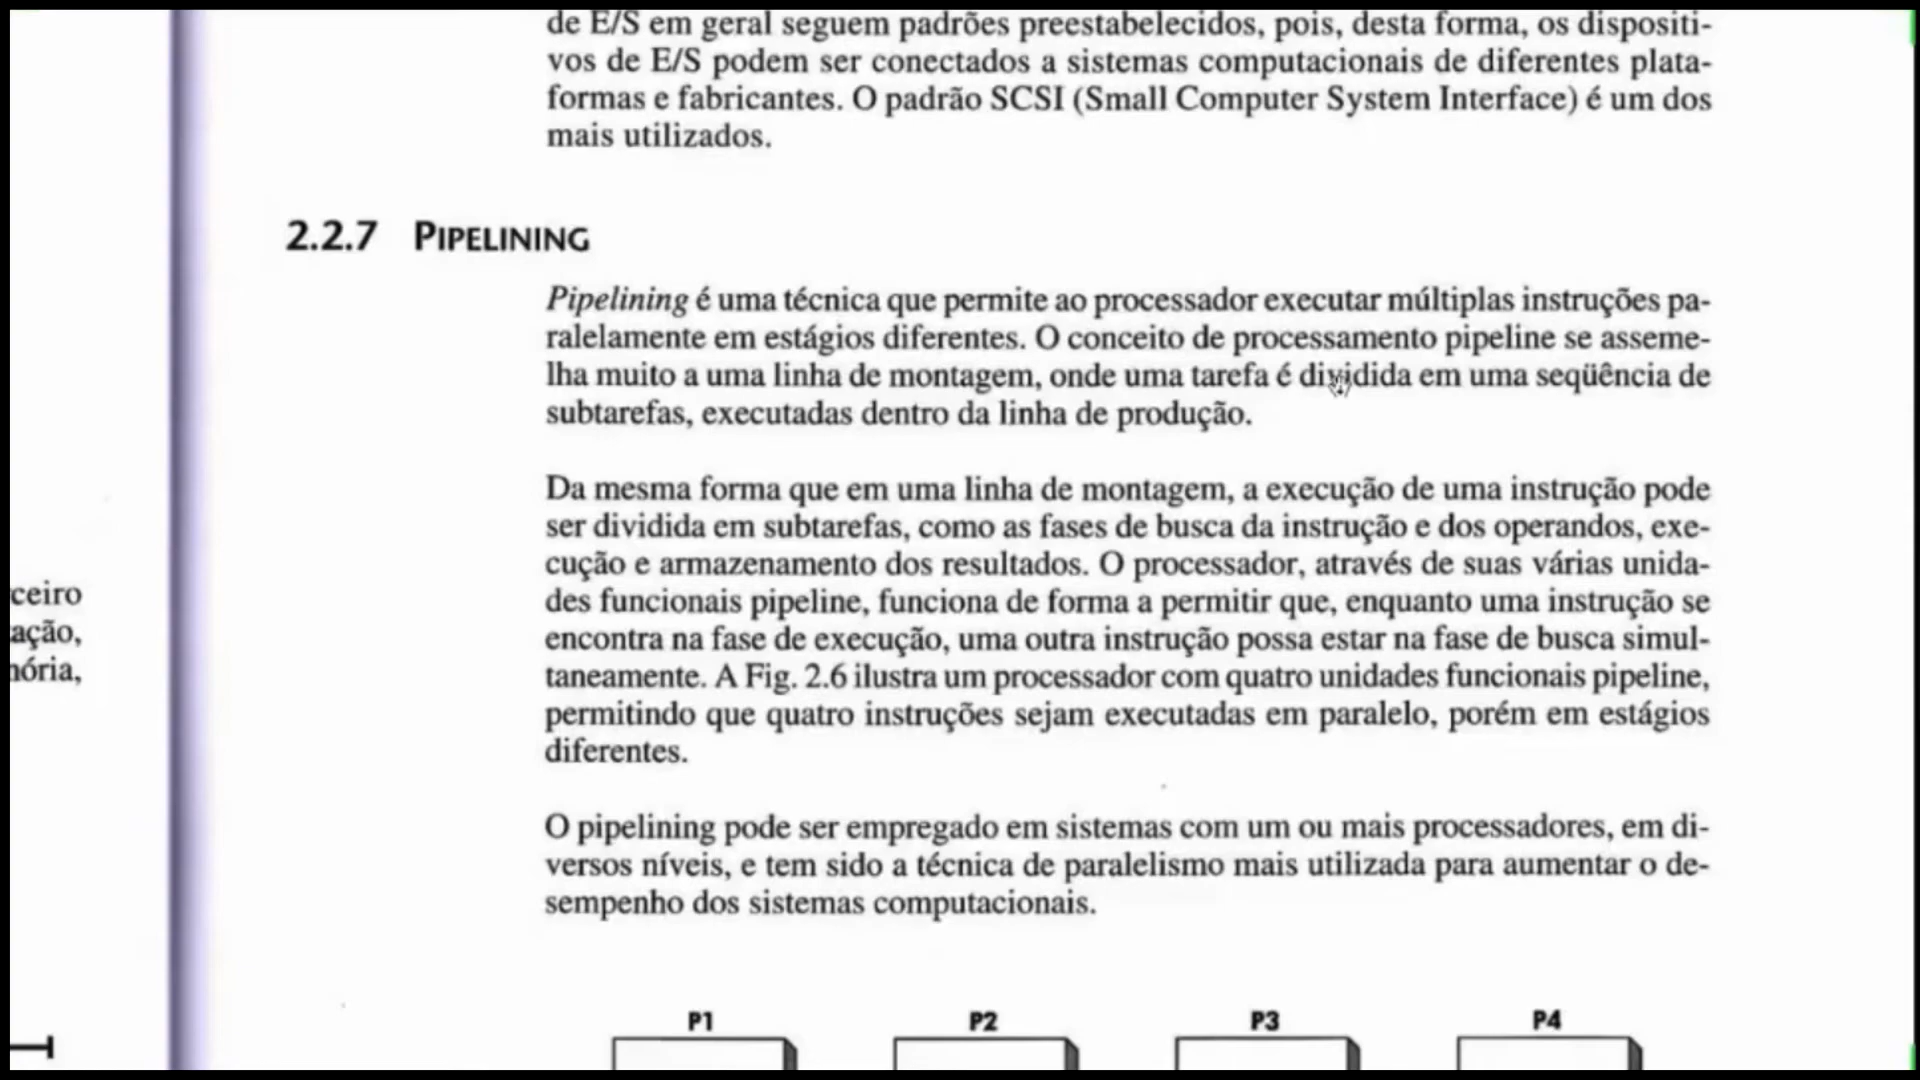 de E/S em geral seguem padrões preestabelecidos, pois, desta forma, os dispositi-
vos de E/S podem ser conectados a sistemas computacionais de diferentes plata-
formas e fabricantes. O padrão SCSI (Small Computer System Interface) é um dos
mais utilizados.
2.2.7 PIPELINING
Pipelining é uma técnica que permite ao processador executar múltiplas instruções pa-
ralelamente em estágios diferentes. O conceito de processamento pipeline se asseme-
lha muito a uma linha de montagem, onde uma tarefa é dividida em uma seqüência de
subtarefas, executadas dentro da linha de produção.
Da mesma forma que em uma linha de montagem, a execução de uma instrução pode
ser dividida em subtarefas, como as fases de busca da instrução e dos operandos, exe-
cução e armazenamento dos resultados. O processador, através de suas várias unida-
des funcionais pipeline, funciona de forma a permitir que, enquanto uma instrução se
encontra na fase de execução, uma outra instrução possa estar na fase de busca simul-
taneamente. A Fig. 2.6 ilustra um processador com quatro unidades funcionais pipeline,
permitindo que quatro instruções sejam executadas em paralelo, porém em estágios
diferentes.
O pipelining pode ser empregado em sistemas com um ou mais processadores, em di-
versos níveis, e tem sido a técnica de paralelismo mais utilizada para aumentar o de-
sempenho dos sistemas computacionais.
P1 P2 P3 P4
ceiro
ação,